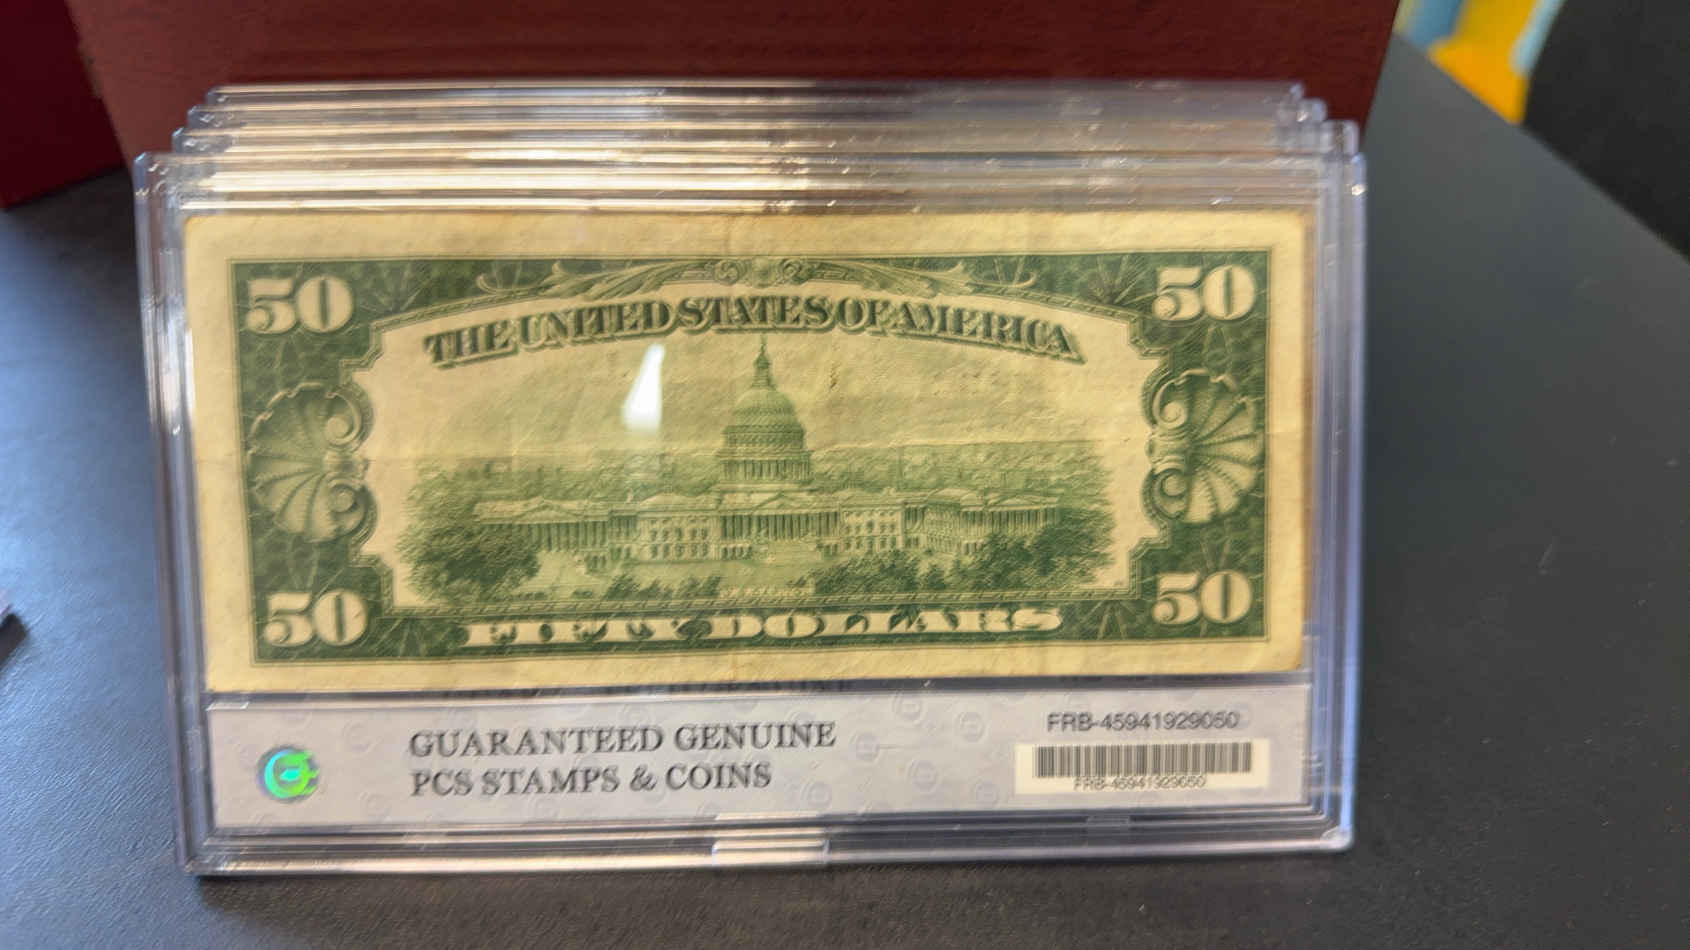 50 50
THE UNITED STATES OF AMERICA
50 50
FIFTY DOLLARS
GUARANTEED GENUINE
PCS STAMPS & COINS
FRB-45941929050
FRB-45941929050